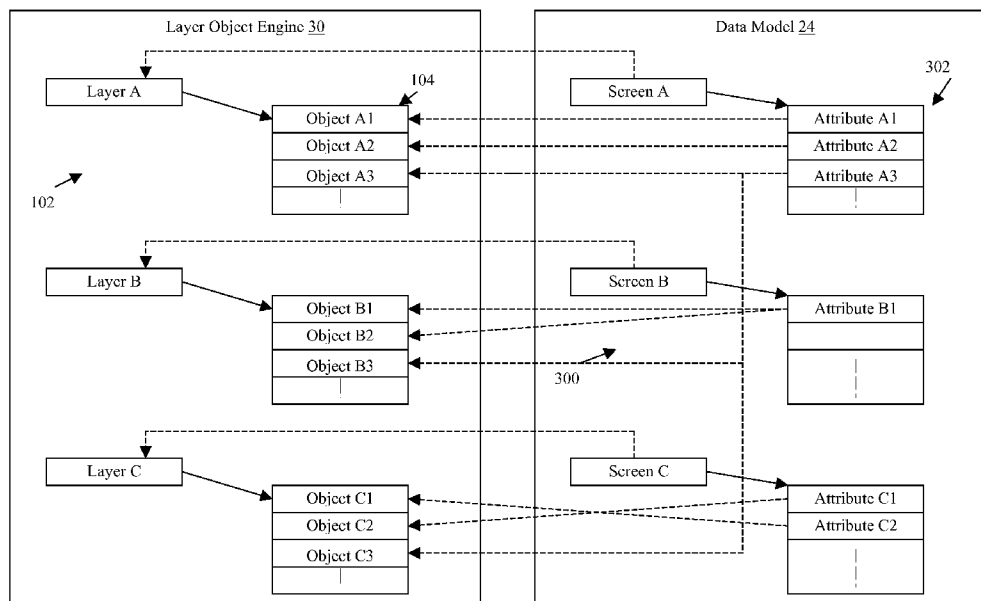 Layer Object Engine 30
Data Model 24
Layer A
104
Object A1
Object A2
Object A3
102
Screen A
302
Attribute A1
Attribute A2
Attribute A3
Layer B
Object B1
Object B2
Object B3
Screen B
Attribute B1
300
Layer C
Object C1
Object C2
Object C3
Screen C
Attribute C1
Attribute C2